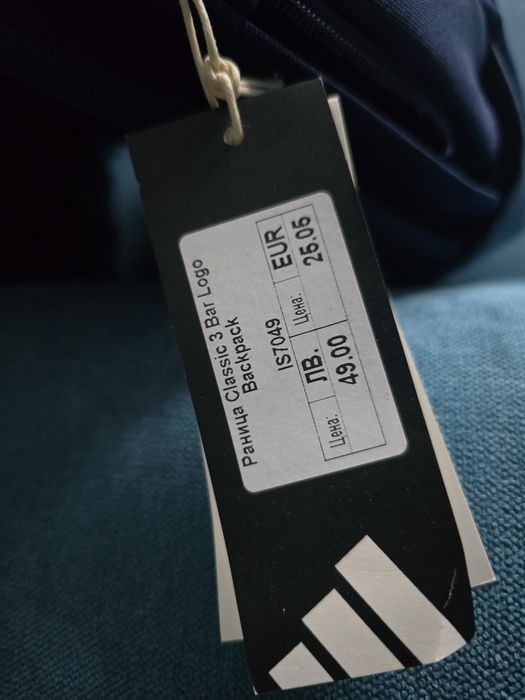 Раница Classic 3 Bar Logo
Backpack
IS7049
Цена: ЛВ. Цена: EUR
49.00 25.05